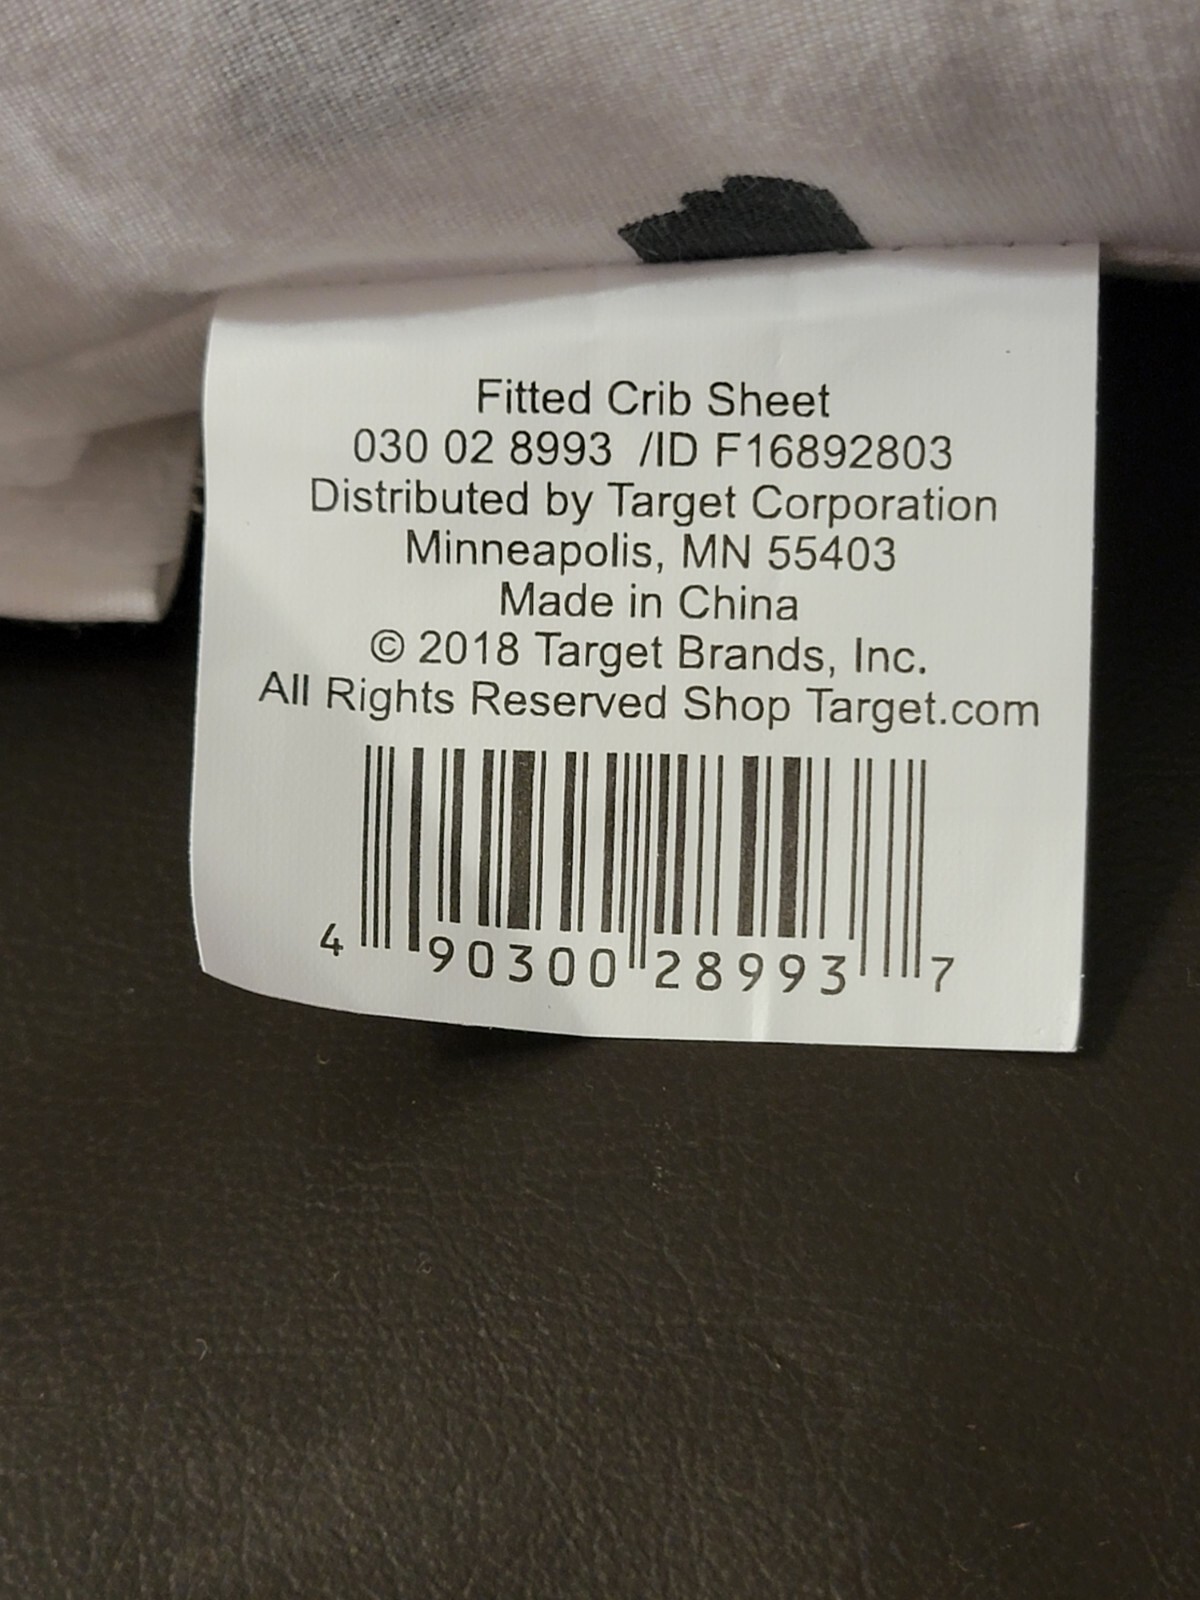 Fitted Crib Sheet
030 02 8993 /ID F16892803
Distributed by Target Corporation
Minneapolis, MN 55403
Made in China
© 2018 Target Brands, Inc.
All Rights Reserved Shop Target.com
4 90300 28993 7